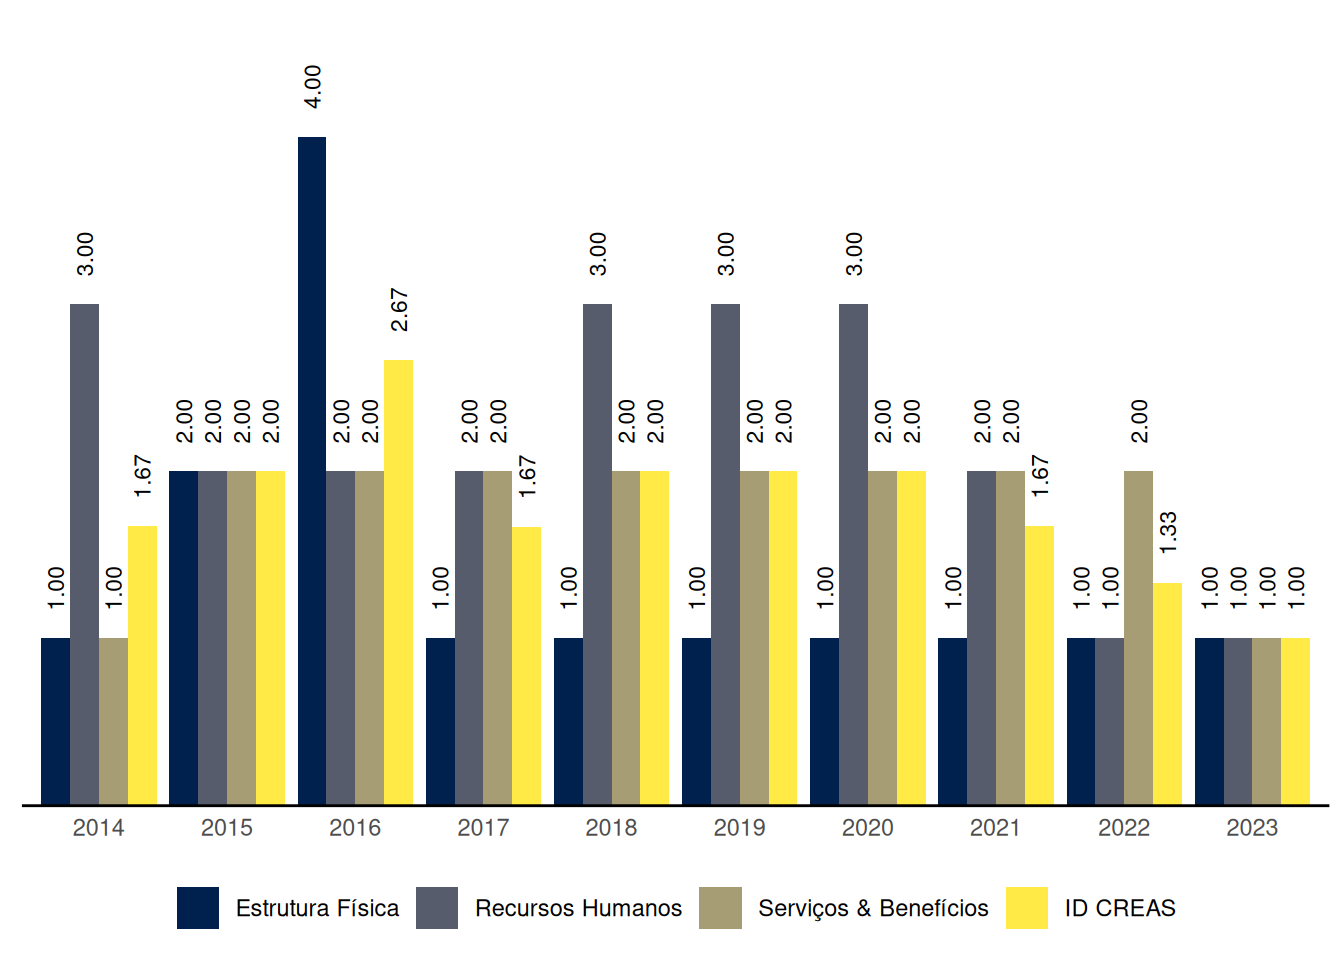 4.00
3.00 3.00 3.00 3.00
2.67
2.00 2.00 2.00 2.00 2.00 2.00 2.00 2.00 2.00 2.00 2.00 2.00 2.00 2.00 2.00 2.00 2.00
1.67 1.67 1.67
1.33
1.00 1.00 1.00 1.00 1.00 1.00 1.00 1.00 1.00 1.00 1.00 1.00 1.00
2014 2015 2016 2017 2018 2019 2020 2021 2022 2023
Estrutura Física Recursos Humanos Serviços & Benefícios ID CREAS